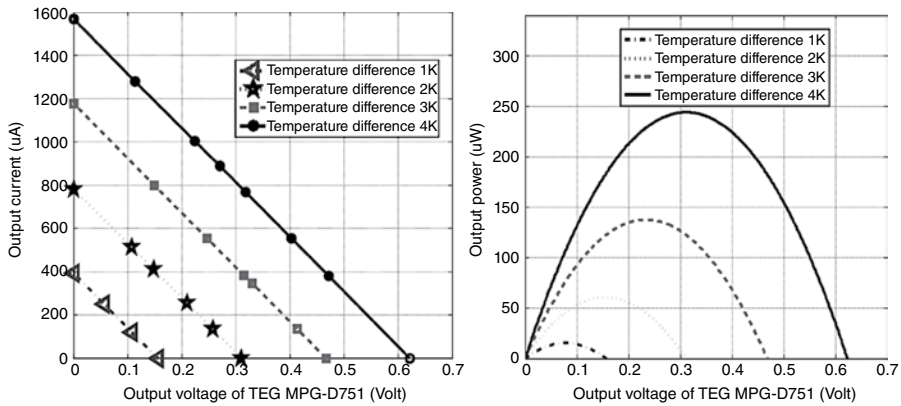 1600
1400
1200
1000
800
600
400
200
0
Output current (uA)
Temperature difference 1K
Temperature difference 2K
Temperature difference 3K
Temperature difference 4K
0 0.1 0.2 0.3 0.4 0.5 0.6 0.7
Output voltage of TEG MPG-D751 (Volt)
300
250
200
150
100
50
0
Output power (uW)
Temperature difference 1K
Temperature difference 2K
Temperature difference 3K
Temperature difference 4K
0 0.1 0.2 0.3 0.4 0.5 0.6 0.7
Output voltage of TEG MPG-D751 (Volt)